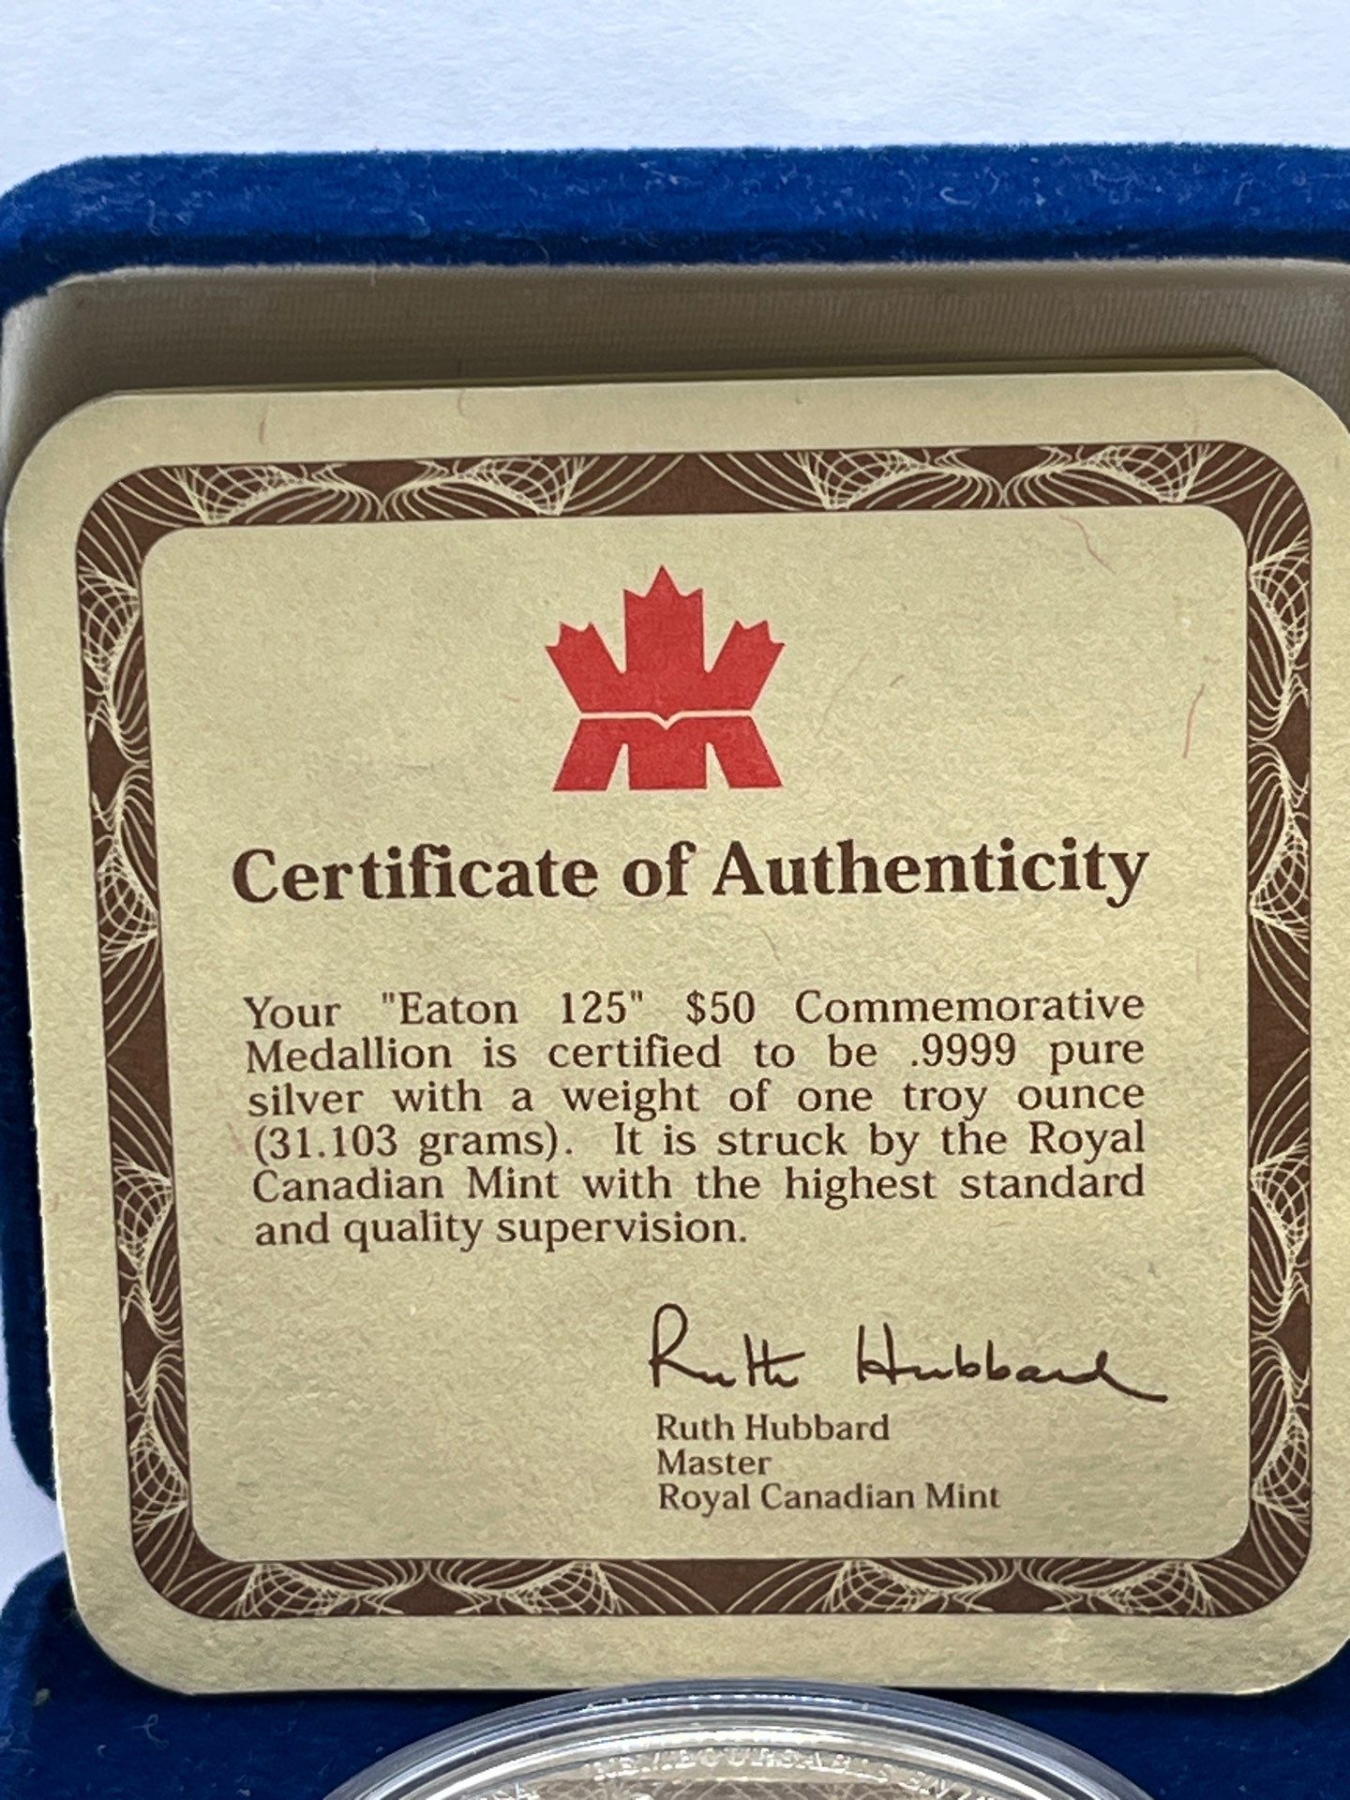 Certificate of Authenticity
Your "Eaton 125" $50 Commemorative
Medallion is certified to be .9999 pure
silver with a weight of one troy ounce
(31.103 grams). It is struck by the Royal
Canadian Mint with the highest standard
and quality supervision.
Ruth Hubbard
Ruth Hubbard
Master
Royal Canadian Mint
REMBOURSABLE EN